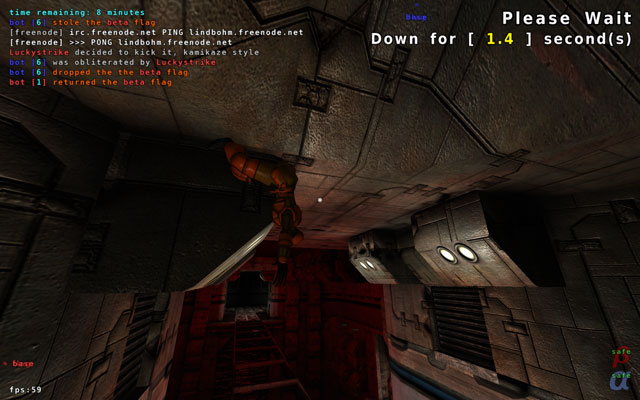 time remaining: 8 minutes
bot [6] stole the beta flag
[freenode] irc.freenode.net PING lindbohm.freenode.net
[freenode] >>> PONG lindbohm.freenode.net
Luckystrike decided to kick it, kamikaze style
bot [6] was obliterated by Luckystrike
bot [6] dropped the the beta flag
bot [1] returned the beta flag
base
Please Wait
Down for [ 1.4 ] second(s)
base
safe
β
safe
α
fps:59